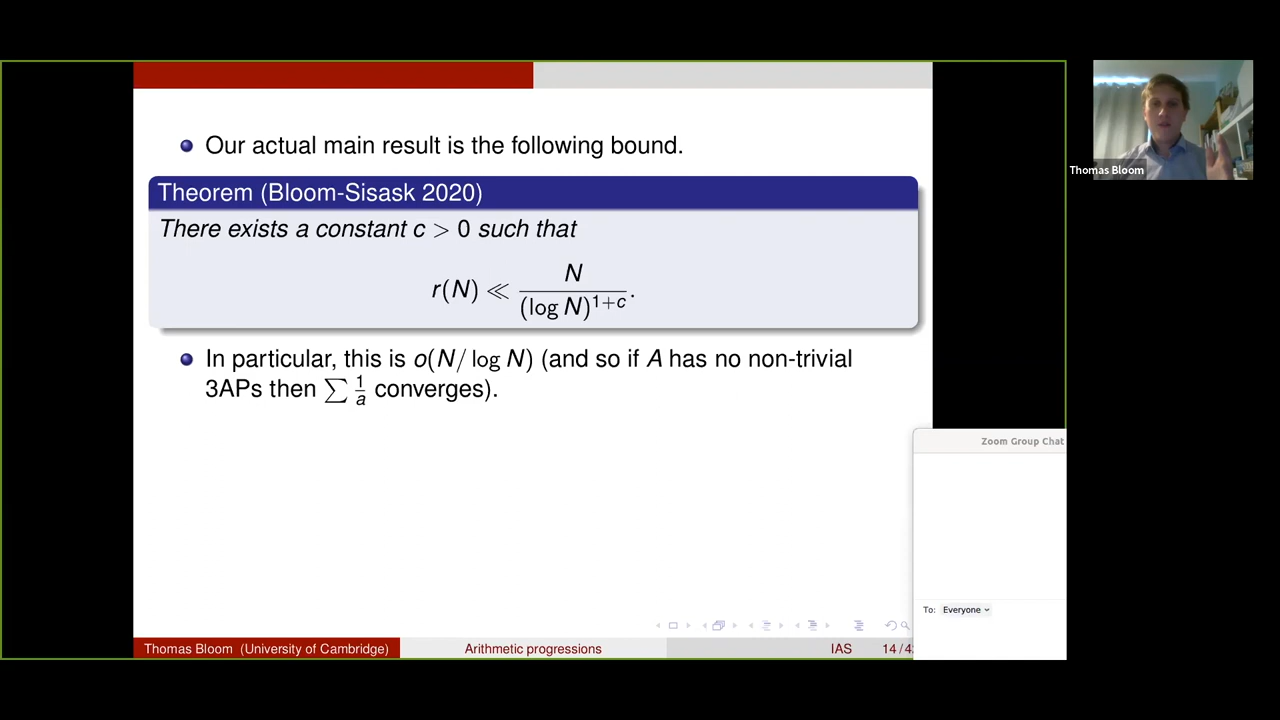 Our actual main result is the following bound.
Theorem (Bloom-Sisask 2020)
There exists a constant c > 0 such that
r(N) ≪ N / (log N)^{1+c}.
In particular, this is o(N/ log N) (and so if A has no non-trivial
3APs then ∑ 1/a converges).
Thomas Bloom (University of Cambridge)
Arithmetic progressions
IAS
Thomas Bloom
Zoom Group Chat
To: Everyone